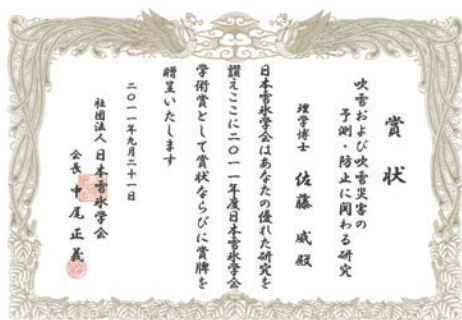 賞状
吹雪および吹雪災害の
予測・防止に関わる研究
理学博士 佐藤 威 殿
日本雪氷学会はあなたの優れた研究を
讃えここに二〇一一年度日本雪氷学会
学術賞として賞状ならびに賞牌を
贈呈いたします
二〇一一年九月二十一日
社団法人日本雪氷学会
会長 中尾正義